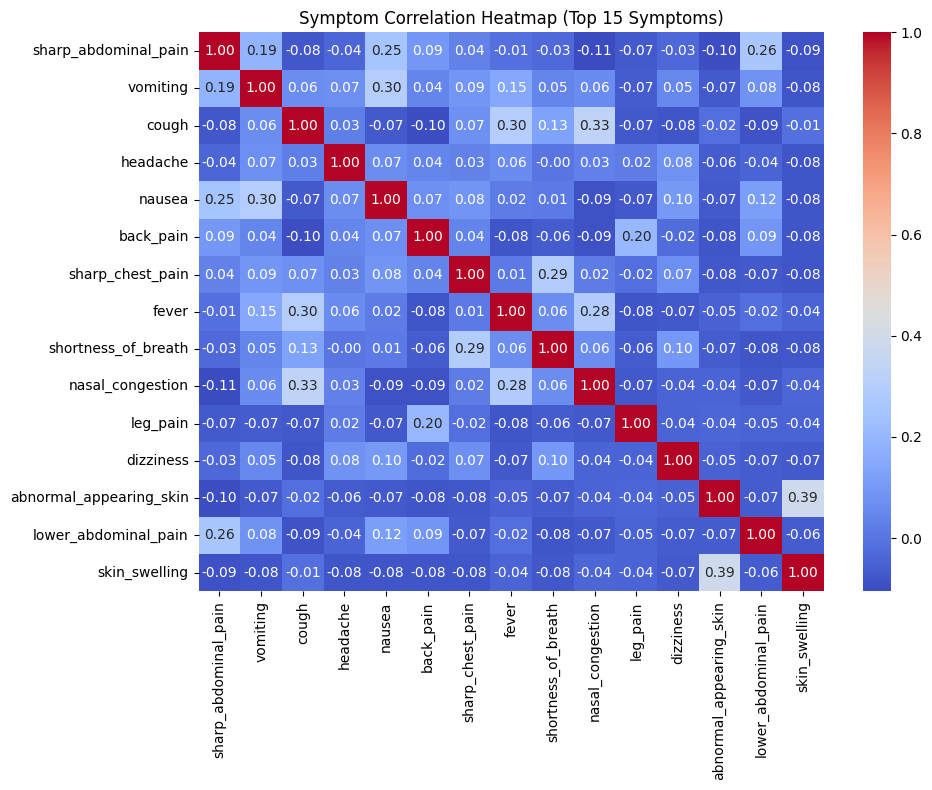 Symptom Correlation Heatmap (Top 15 Symptoms)
sharp_abdominal_pain 1.00 0.19 -0.08 -0.04 0.25 0.09 0.04 -0.01 -0.03 -0.11 -0.07 -0.03 -0.10 0.26 -0.09
vomiting 0.19 1.00 0.06 0.07 0.30 0.04 0.09 0.15 0.05 0.06 -0.07 0.05 -0.07 0.08 -0.08
cough -0.08 0.06 1.00 0.03 -0.07 -0.10 0.07 0.30 0.13 0.33 -0.07 -0.08 -0.02 -0.09 -0.01
headache -0.04 0.07 0.03 1.00 0.07 0.04 0.03 0.06 -0.00 0.03 0.02 0.08 -0.06 -0.04 -0.08
nausea 0.25 0.30 -0.07 0.07 1.00 0.07 0.08 0.02 0.01 -0.09 -0.07 0.10 -0.07 0.12 -0.08
back_pain 0.09 0.04 -0.10 0.04 0.07 1.00 0.04 -0.08 -0.06 -0.09 0.20 -0.02 -0.08 0.09 -0.08
sharp_chest_pain 0.04 0.09 0.07 0.03 0.08 0.04 1.00 0.01 0.29 0.02 -0.02 0.07 -0.08 -0.07 -0.08
fever -0.01 0.15 0.30 0.06 0.02 -0.08 0.01 1.00 0.06 0.28 -0.08 -0.07 -0.05 -0.02 -0.04
shortness_of_breath -0.03 0.05 0.13 -0.00 0.01 -0.06 0.29 0.06 1.00 0.06 -0.06 0.10 -0.07 -0.08 -0.08
nasal_congestion -0.11 0.06 0.33 0.03 -0.09 -0.09 0.02 0.28 0.06 1.00 -0.07 -0.04 -0.04 -0.07 -0.04
leg_pain -0.07 -0.07 -0.07 0.02 -0.07 0.20 -0.02 -0.08 -0.06 -0.07 1.00 -0.04 -0.04 -0.05 -0.04
dizziness -0.03 0.05 -0.08 0.08 0.10 -0.02 0.07 -0.07 0.10 -0.04 -0.04 1.00 -0.05 -0.07 -0.07
abnormal_appearing_skin -0.10 -0.07 -0.02 -0.06 -0.07 -0.08 -0.08 -0.05 -0.07 -0.04 -0.04 -0.05 1.00 -0.07 0.39
lower_abdominal_pain 0.26 0.08 -0.09 -0.04 0.12 0.09 -0.07 -0.02 -0.08 -0.07 -0.05 -0.07 -0.07 1.00 -0.06
skin_swelling -0.09 -0.08 -0.01 -0.08 -0.08 -0.08 -0.08 -0.04 -0.08 -0.04 -0.04 -0.07 0.39 -0.06 1.00
sharp_abdominal_pain
vomiting
cough
headache
nausea
back_pain
sharp_chest_pain
fever
shortness_of_breath
nasal_congestion
leg_pain
dizziness
abnormal_appearing_skin
lower_abdominal_pain
skin_swelling
1.0
0.8
0.6
0.4
0.2
0.0